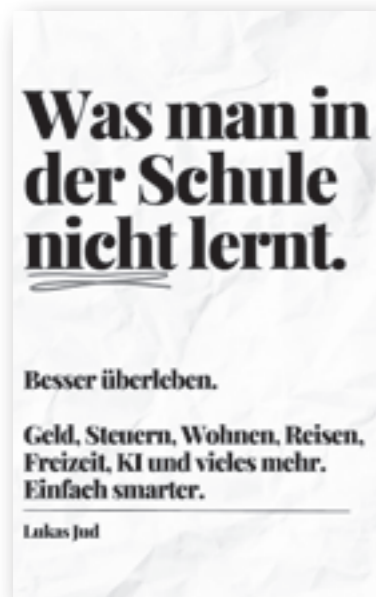 Was man in
der Schule
nicht lernt.
Besser überleben.
Geld, Steuern, Wohnen, Reisen,
Freizeit, KI und vieles mehr.
Einfach smarter.
Lukas Jud